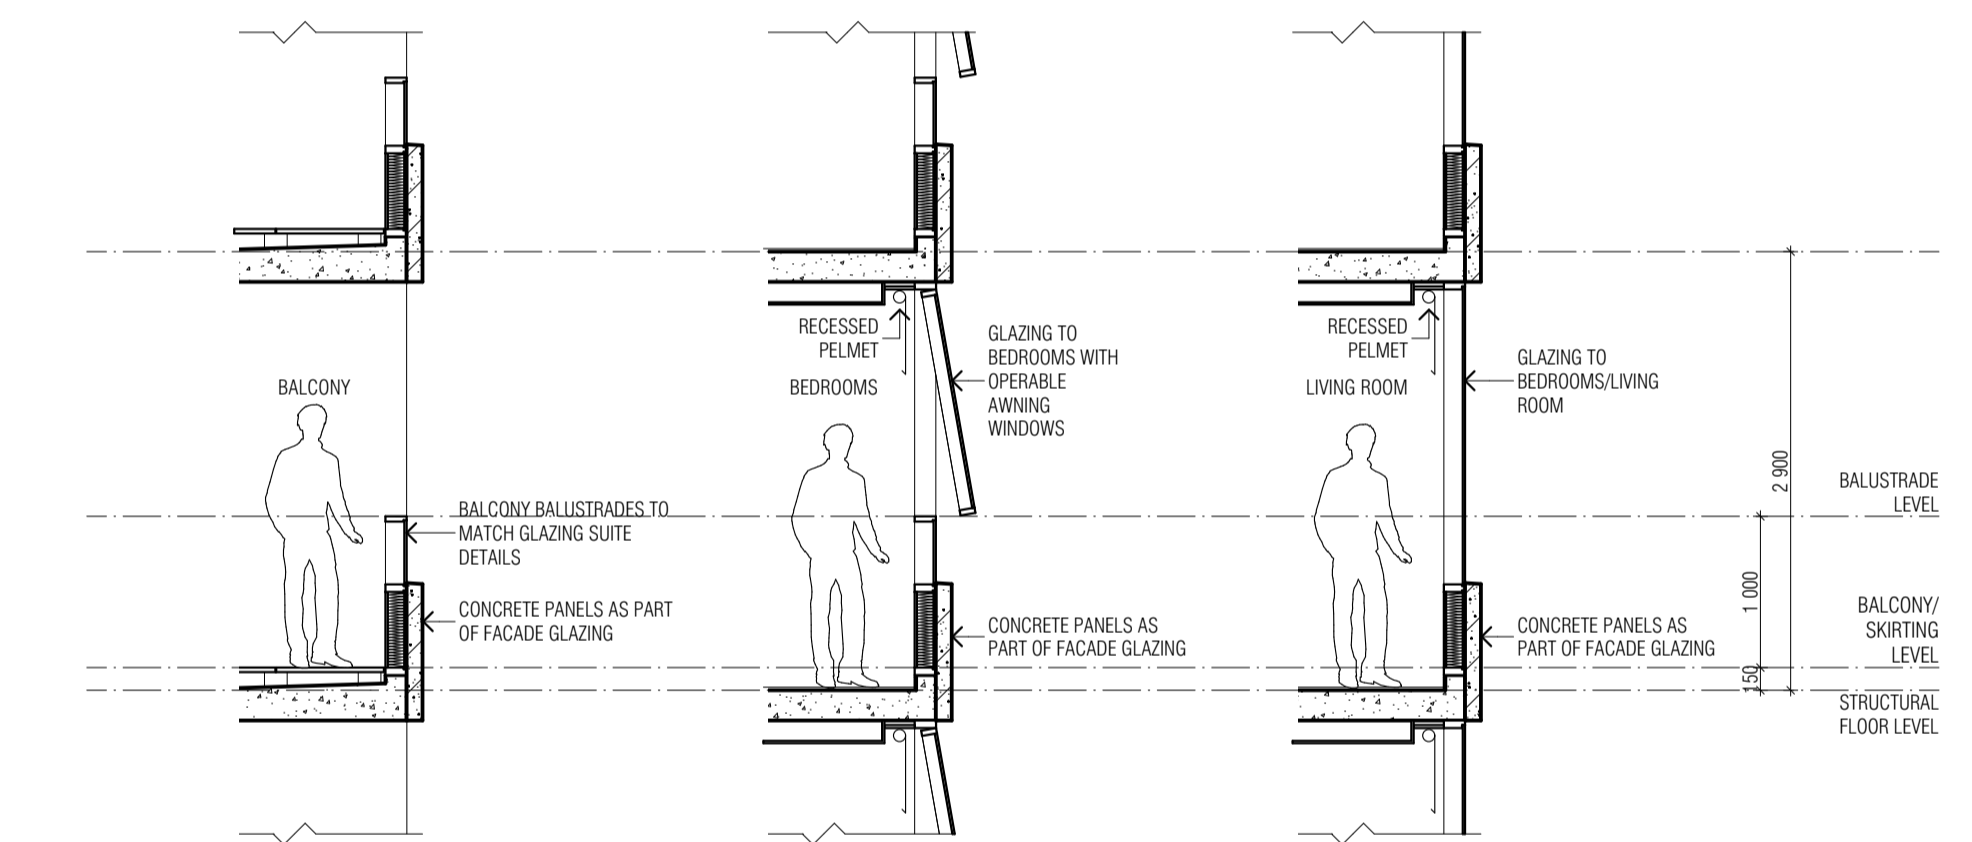 BALCONY
BALCONY BALUSTRADES TO
MATCH GLAZING SUITE
DETAILS
CONCRETE PANELS AS PART
OF FACADE GLAZING
RECESSED
PELMET
BEDROOMS
GLAZING TO
BEDROOMS WITH
OPERABLE
AWNING
WINDOWS
CONCRETE PANELS AS
PART OF FACADE GLAZING
RECESSED
PELMET
LIVING ROOM
GLAZING TO
BEDROOMS/LIVING
ROOM
CONCRETE PANELS AS
PART OF FACADE GLAZING
2 900
1 000
150
BALUSTRADE
LEVEL
BALCONY/
SKIRTING
LEVEL
STRUCTURAL
FLOOR LEVEL